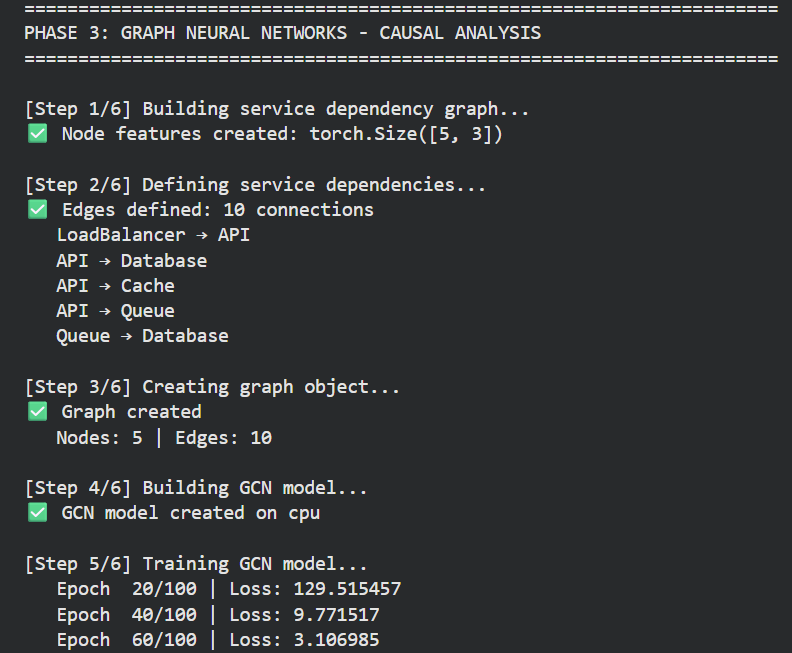 ======================================================================
PHASE 3: GRAPH NEURAL NETWORKS - CAUSAL ANALYSIS
======================================================================
[Step 1/6] Building service dependency graph...
✅ Node features created: torch.Size([5, 3])
[Step 2/6] Defining service dependencies...
✅ Edges defined: 10 connections
LoadBalancer → API
API → Database
API → Cache
API → Queue
Queue → Database
[Step 3/6] Creating graph object...
✅ Graph created
Nodes: 5 | Edges: 10
[Step 4/6] Building GCN model...
✅ GCN model created on cpu
[Step 5/6] Training GCN model...
Epoch  20/100 | Loss: 129.515457
Epoch  40/100 | Loss: 9.771517
Epoch  60/100 | Loss: 3.106985